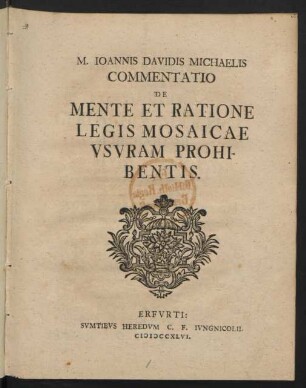 M. IOANNIS DAVIDIS MICHAELIS
COMMENTATIO
DE
MENTE ET RATIONE
LEGIS MOSAICAE
VSVRAM PROHI-
BENTIS.
ERFVRTI:
SVMTIBVS HEREDVM C. F. IVNGNICOLII.
CIƆIƆCCXLVI.